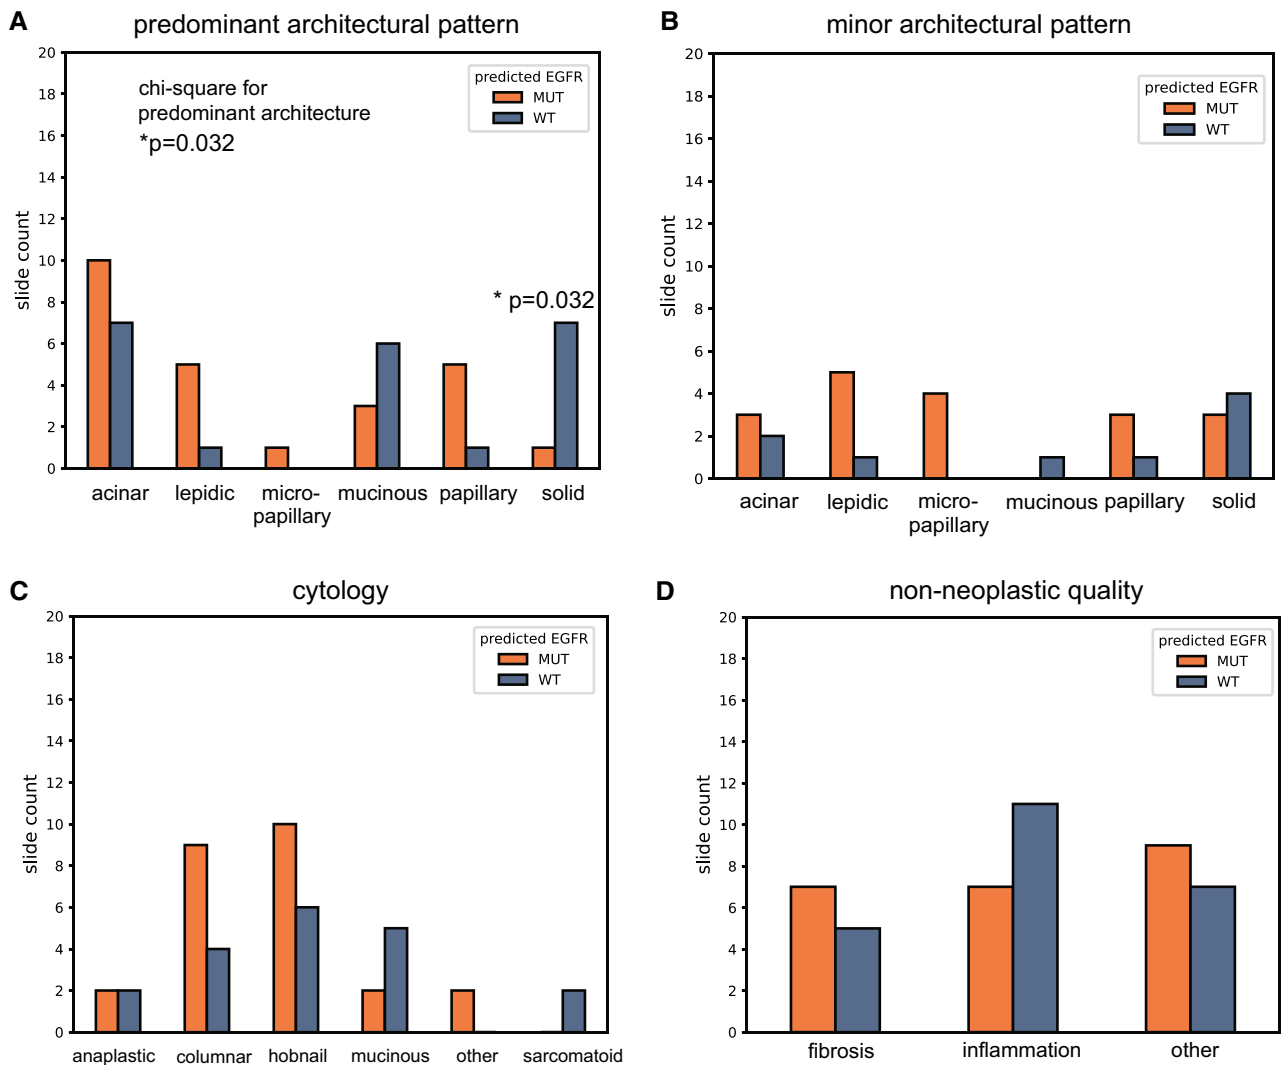 A
predominant architectural pattern
20
18
16
14
12
10
8
6
4
2
0
slide count
chi-square for
predominant architecture
*p=0.032
predicted EGFR
MUT
WT
* p=0.032
acinar
lepidic
micro-
papillary
mucinous
papillary
solid
B
minor architectural pattern
20
18
16
14
12
10
8
6
4
2
0
slide count
predicted EGFR
MUT
WT
acinar
lepidic
micro-
papillary
mucinous
papillary
solid
C
cytology
20
18
16
14
12
10
8
6
4
2
0
slide count
predicted EGFR
MUT
WT
anaplastic
columnar
hobnail
mucinous
other
sarcomatoid
D
non-neoplastic quality
20
18
16
14
12
10
8
6
4
2
0
slide count
predicted EGFR
MUT
WT
fibrosis
inflammation
other